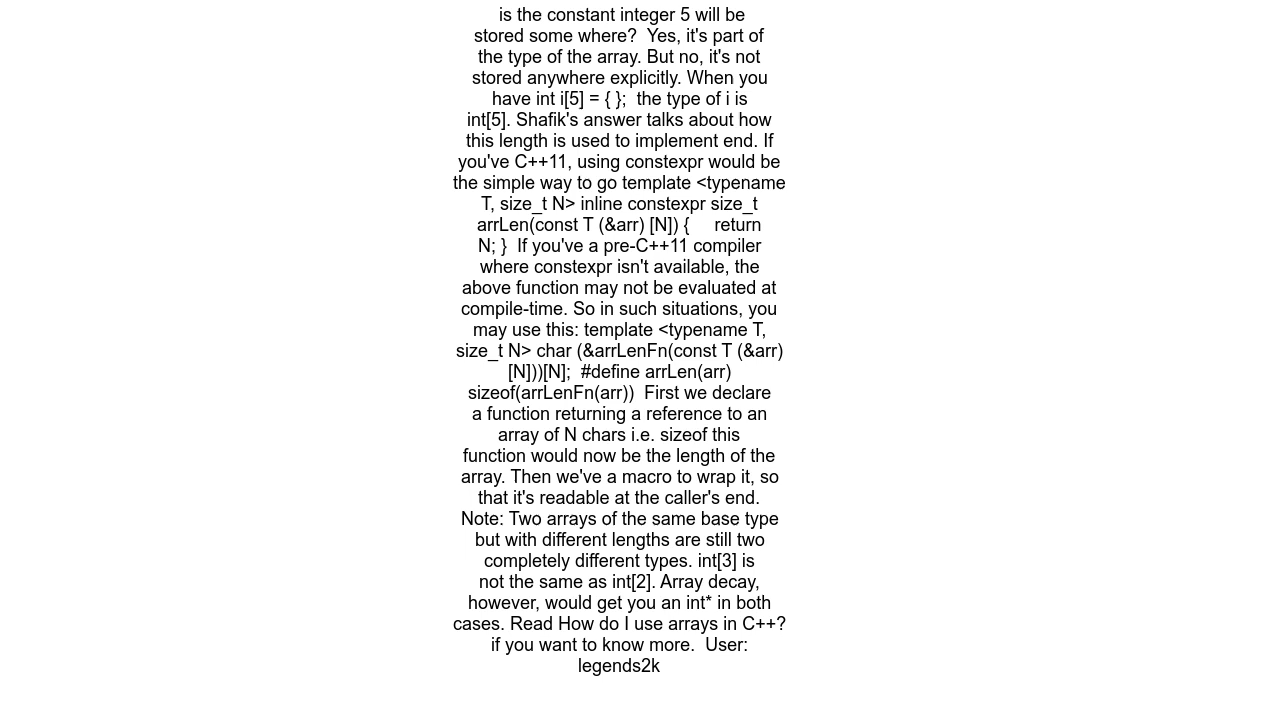 is the constant integer 5 will be
stored some where?  Yes, it's part of
the type of the array. But no, it's not
stored anywhere explicitly. When you
have int i[5] = { };  the type of i is
int[5]. Shafik's answer talks about how
this length is used to implement end. If
you've C++11, using constexpr would be
the simple way to go template <typename
T, size_t N> inline constexpr size_t
arrLen(const T (&arr) [N]) {     return
N; }  If you've a pre-C++11 compiler
where constexpr isn't available, the
above function may not be evaluated at
compile-time. So in such situations, you
may use this: template <typename T,
size_t N> char (&arrLenFn(const T (&arr)
[N]))[N];  #define arrLen(arr)
sizeof(arrLenFn(arr))  First we declare
a function returning a reference to an
array of N chars i.e. sizeof this
function would now be the length of the
array. Then we've a macro to wrap it, so
that it's readable at the caller's end.
Note: Two arrays of the same base type
but with different lengths are still two
completely different types. int[3] is
not the same as int[2]. Array decay,
however, would get you an int* in both
cases. Read How do I use arrays in C++?
if you want to know more.  User:
legends2k